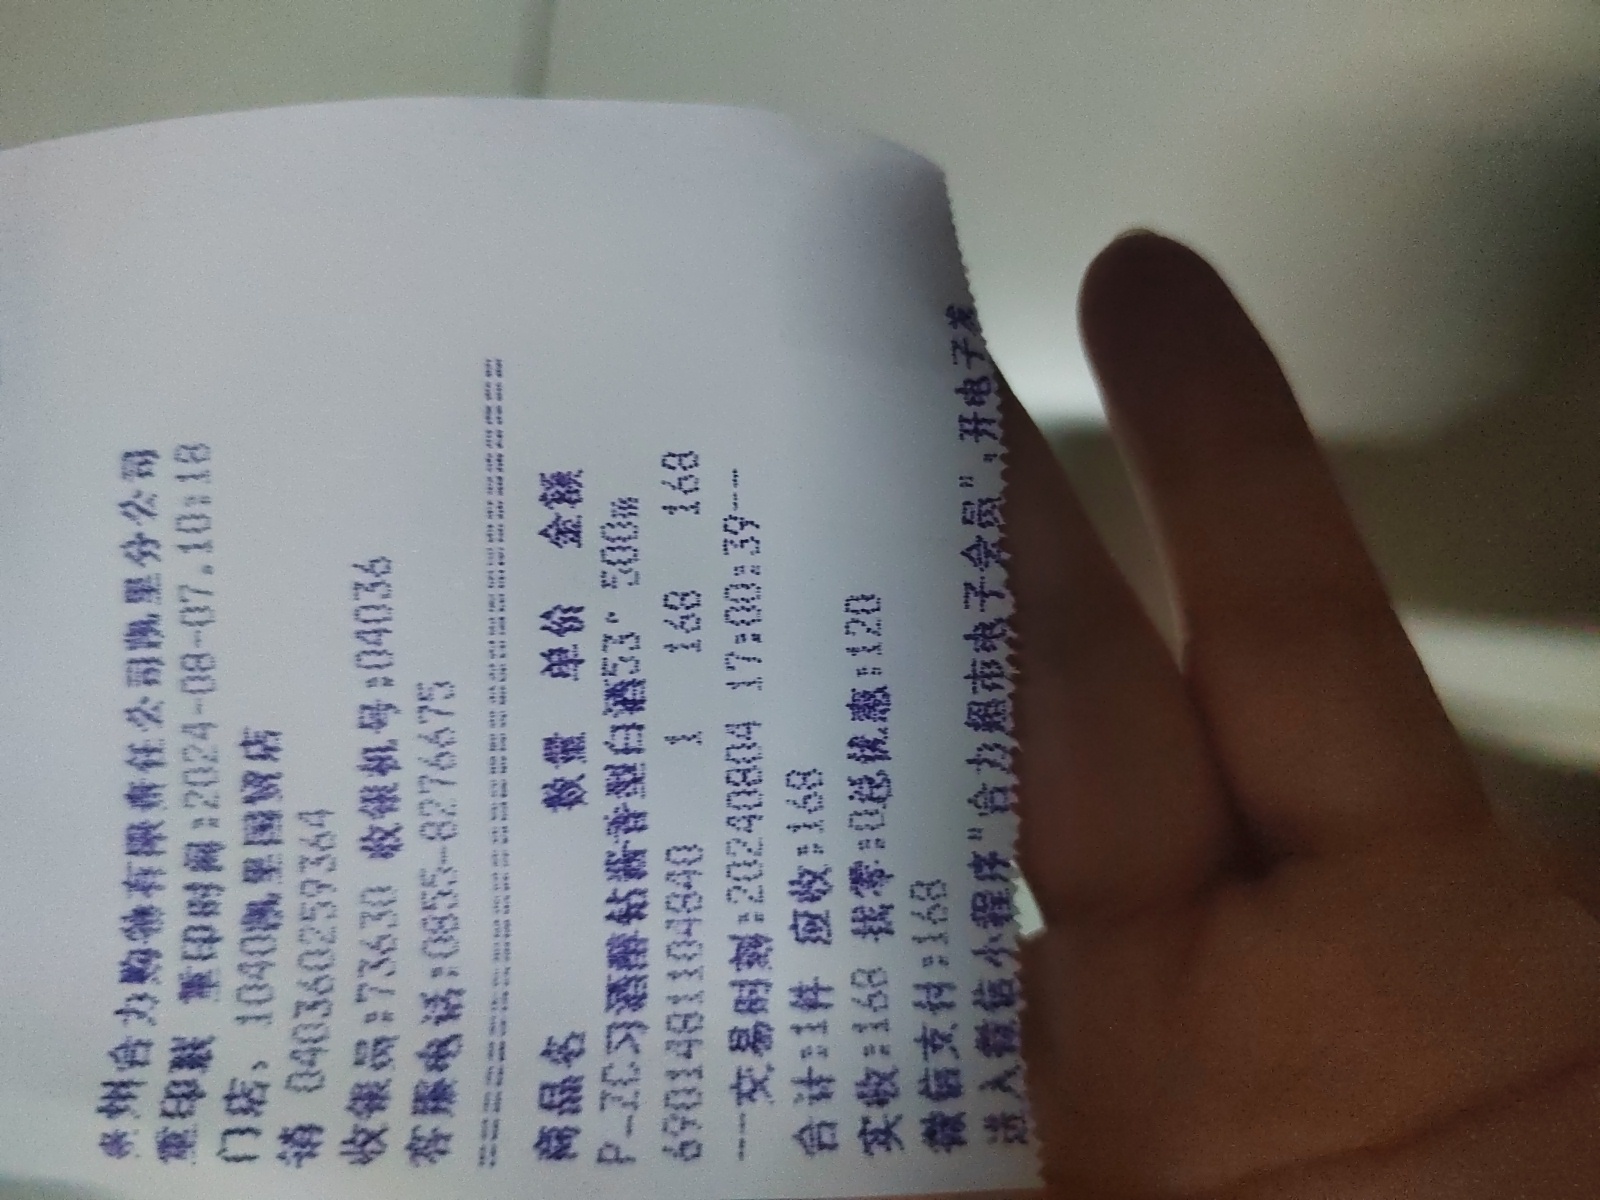 贵州合力购物有限责任公司凯里分公司
重印联 重印时间:2024-08-07.10:18
门店: 1040凯里国贸店
销 040360259364
收银员:73630 收银机号:04036
客服电话:0855-8276675
商品名 数量 单价 金额
P-ZC习酒醇钻酱香型白酒53° 500m
6901481104840 1 168 168
---交易时刻:20240804 17:00:39---
合计:1件 应收:168
实收:168 找零:0总优惠:120
微信支付:168
进入微信小程序"合力超市电子会员",开电子发